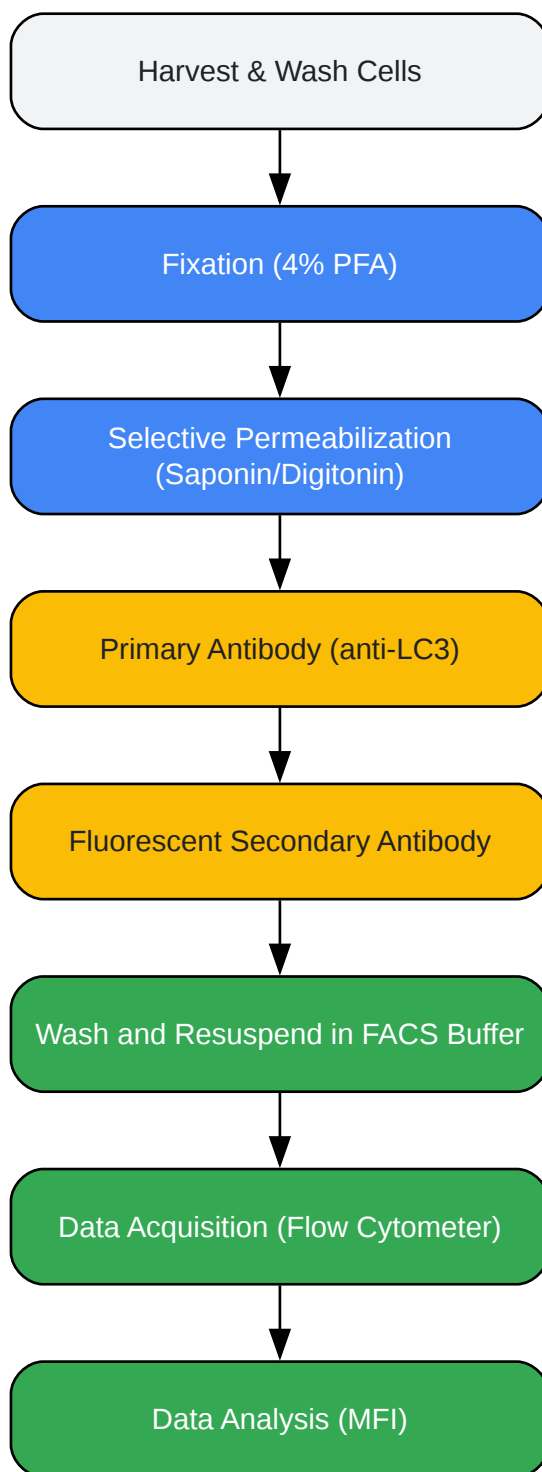 Harvest & Wash Cells
Fixation (4% PFA)
Selective Permeabilization
(Saponin/Digitonin)
Primary Antibody (anti-LC3)
Fluorescent Secondary Antibody
Wash and Resuspend in FACS Buffer
Data Acquisition (Flow Cytometer)
Data Analysis (MFI)